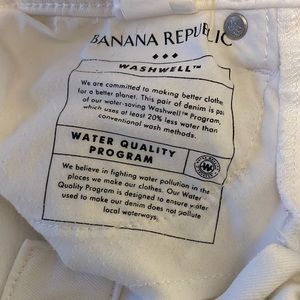 BANANA REPUBLIC
WASHWELL™
We are committed to making better clothe
for a better planet. This pair of denim is pa
of our water-saving Washwell™ Program,
which uses at least 20% less water than
conventional wash methods.
WATER QUALITY
PROGRAM
We believe in fighting water pollution in the
places we make our clothes. Our Water
Quality Program is designed to ensure water
used to make our denim does not pollute
local waterways.